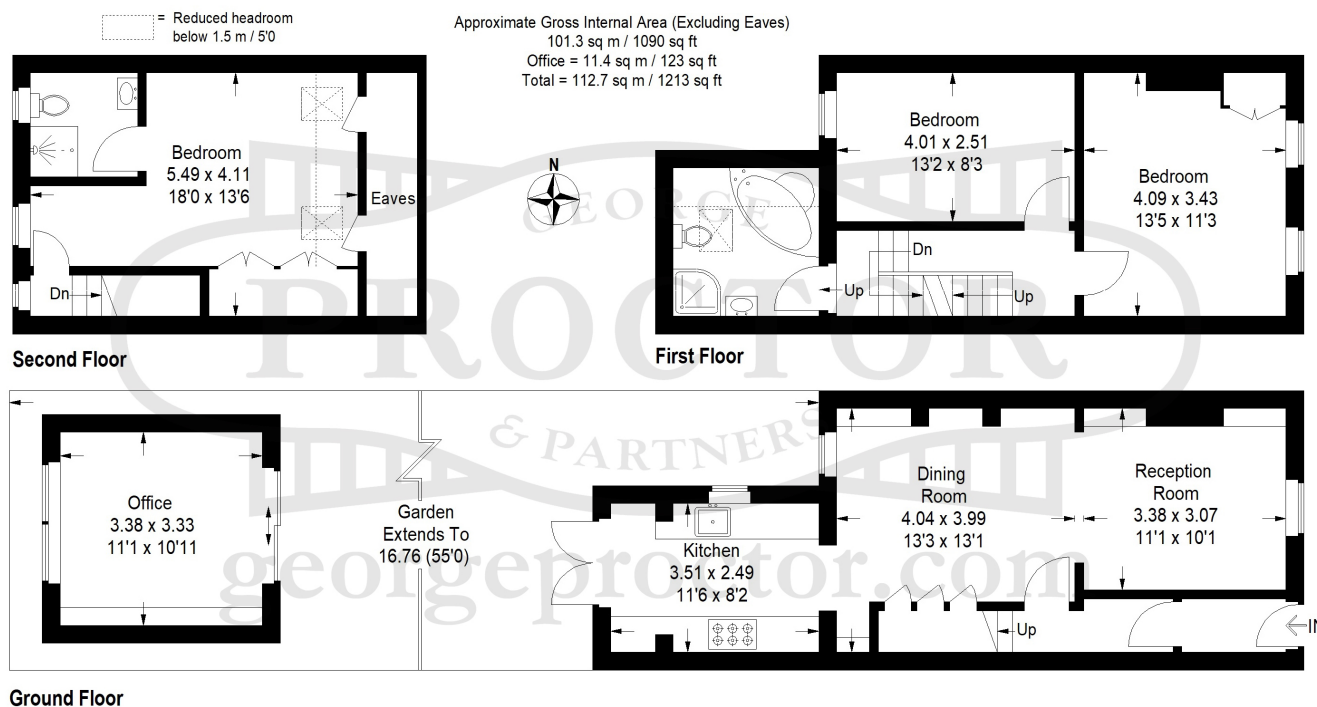 = Reduced headroom
below 1.5 m / 5'0
Approximate Gross Internal Area (Excluding Eaves)
101.3 sq m / 1090 sq ft
Office = 11.4 sq m / 123 sq ft
Total = 112.7 sq m / 1213 sq ft
N
Bedroom
5.49 x 4.11
18'0 x 13'6
Eaves
Dn
Second Floor
Bedroom
4.01 x 2.51
13'2 x 8'3
Bedroom
4.09 x 3.43
13'5 x 11'3
Dn
Up
Up
First Floor
GEORGE
PROCTOR
& PARTNERS
georgeproctor.com
Office
3.38 x 3.33
11'1 x 10'11
Garden
Extends To
16.76 (55'0)
Kitchen
3.51 x 2.49
11'6 x 8'2
Dining
Room
4.04 x 3.99
13'3 x 13'1
Reception
Room
3.38 x 3.07
11'1 x 10'1
Up
IN
Ground Floor